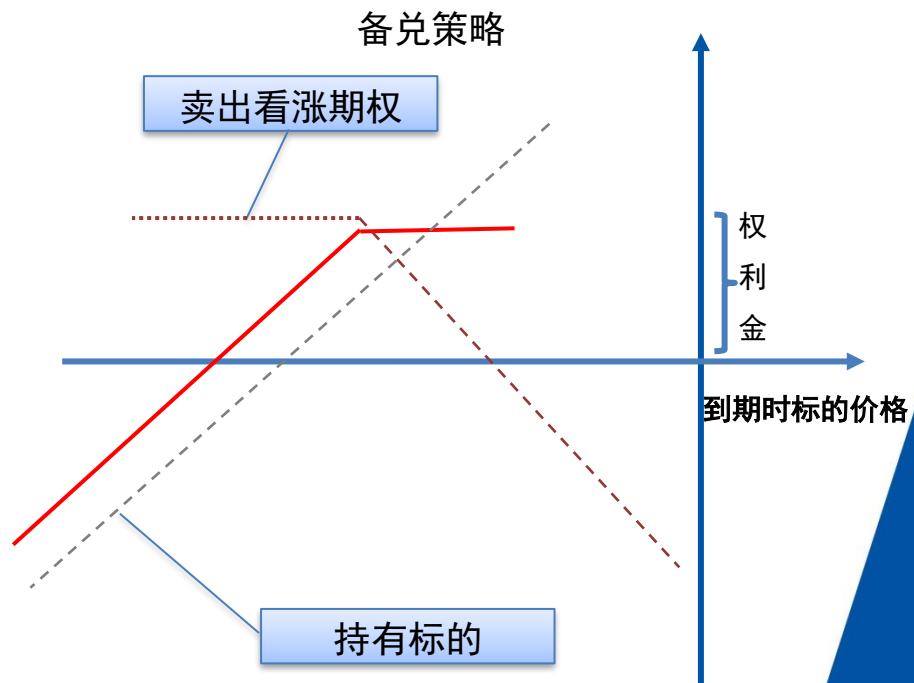 备兑策略
卖出看涨期权
权
利
金
到期时标的价格
持有标的